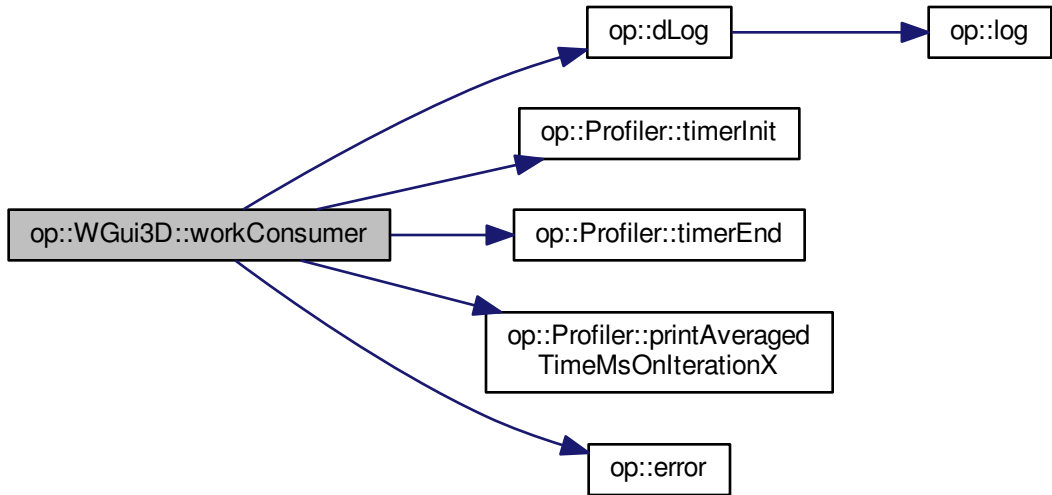 op::dLog
op::log
op::Profiler::timerInit
op::WGui3D::workConsumer
op::Profiler::timerEnd
op::Profiler::printAveraged
TimeMsOnIterationX
op::error